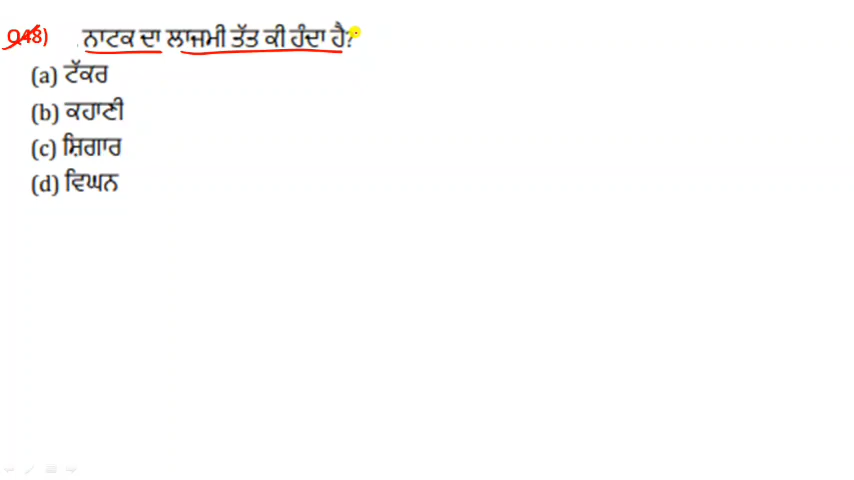 Q48) ਨਾਟਕ ਦਾ ਲਾਜਮੀ ਤੱਤ ਕੀ ਹੁੰਦਾ ਹੈ?
(a) ਟੱਕਰ
(b) ਕਹਾਣੀ
(c) ਸ਼ਿਗਾਰ
(d) ਵਿਘਨ